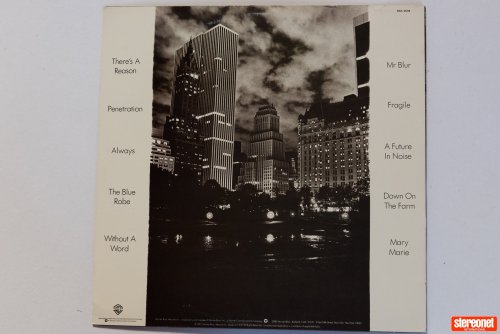 There's A
Reason
Penetration
Always
The Blue
Robe
Without A
Word
Mr Blur
Fragile
A Future
In Noise
Down On
The Farm
Mary
Marie
stereonet